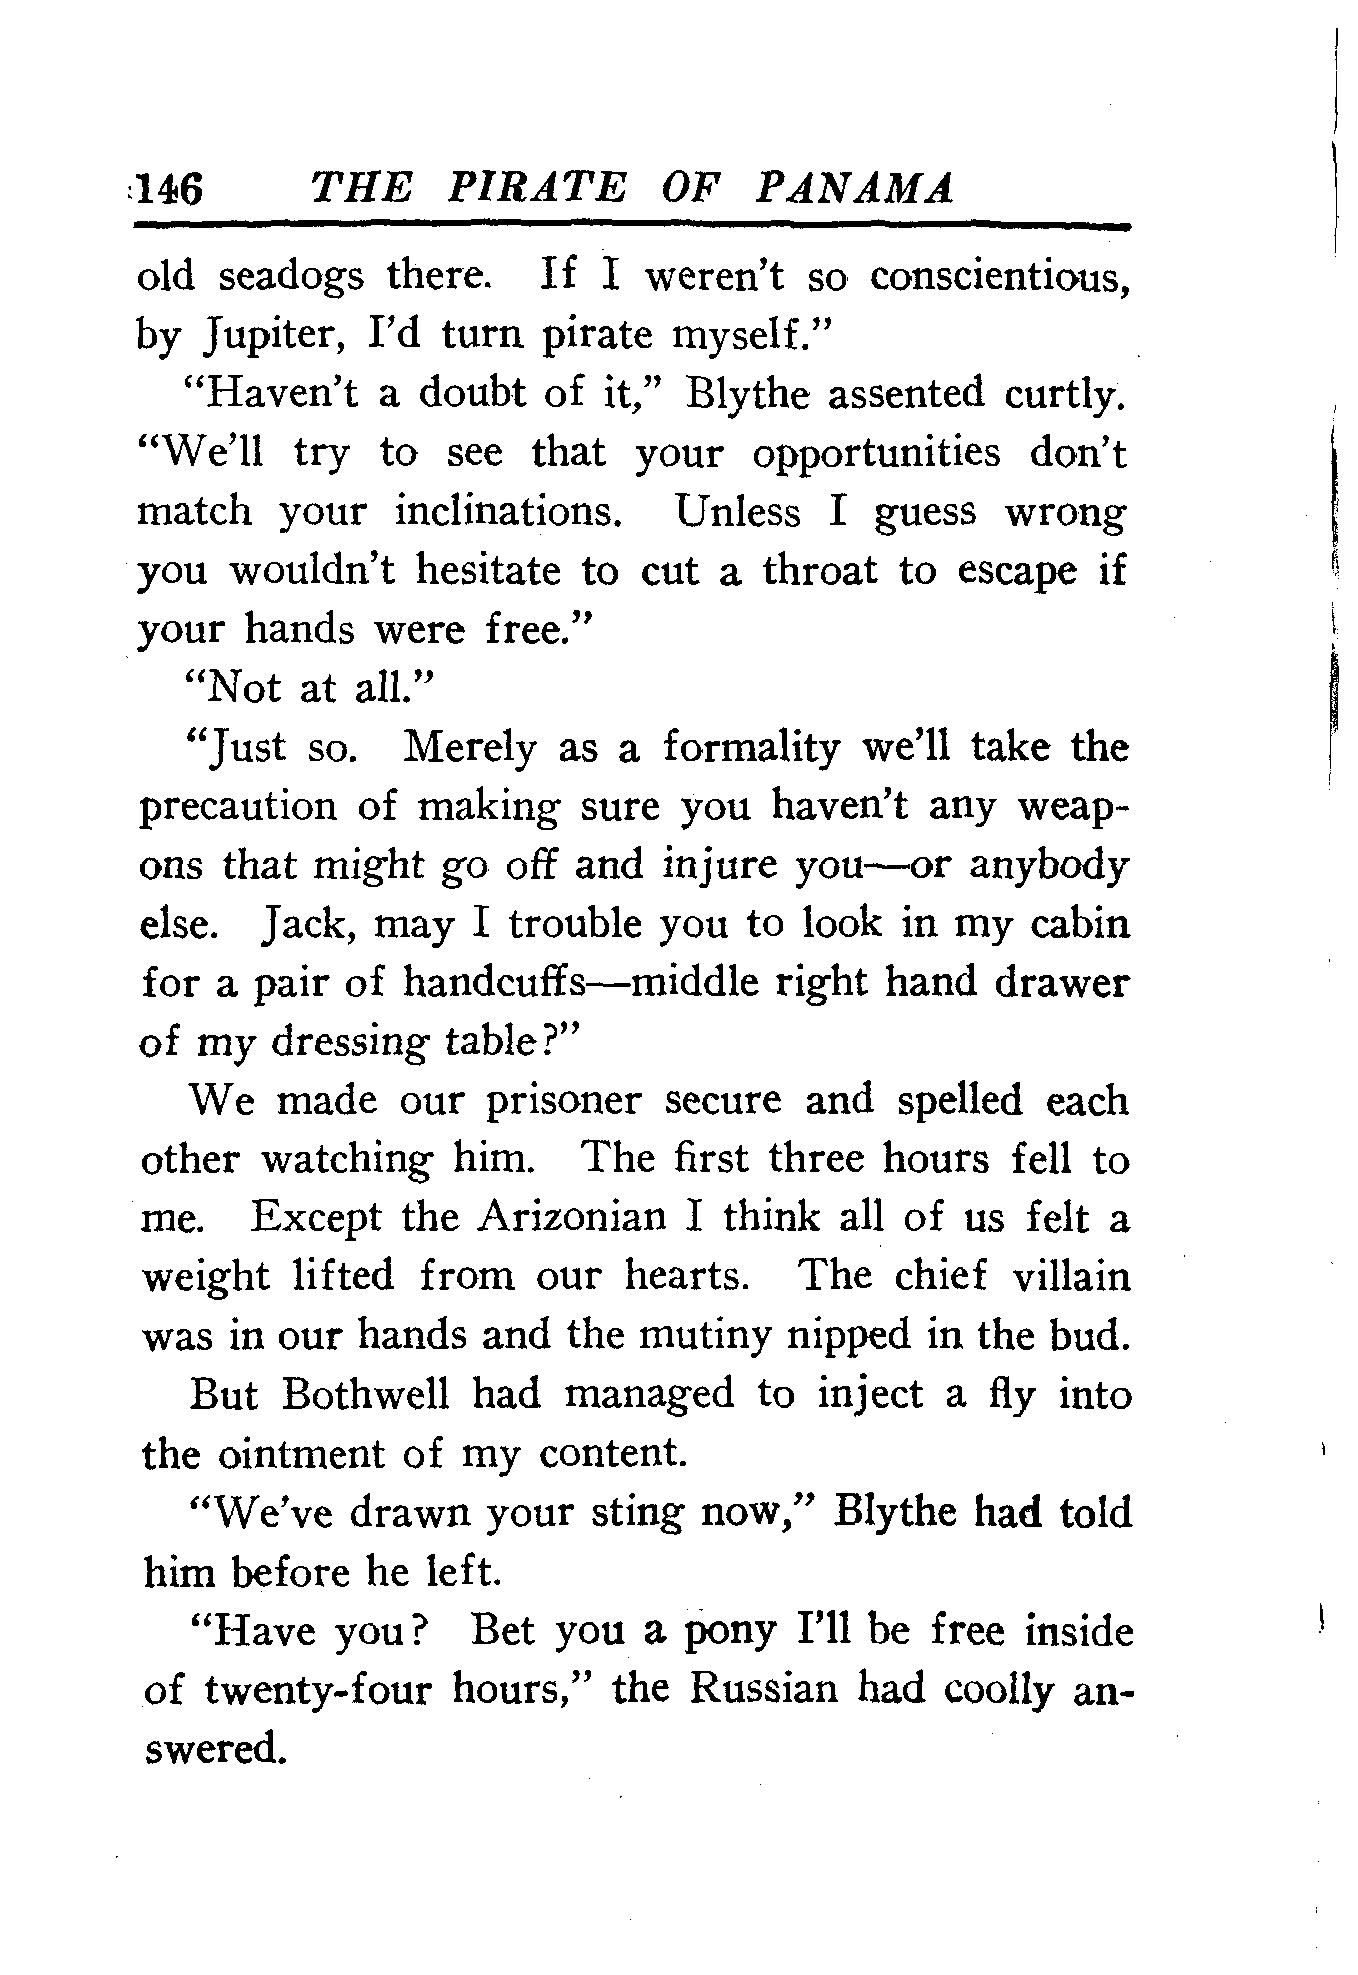 146 THE PIRATE OF PANAMA
old seadogs there. If I weren't so conscientious,
by Jupiter, I'd turn pirate myself."
"Haven't a doubt of it," Blythe assented curtly.
"We'll try to see that your opportunities don't
match your inclinations. Unless I guess wrong
you wouldn't hesitate to cut a throat to escape if
your hands were free."
"Not at all."
"Just so. Merely as a formality we'll take the
precaution of making sure you haven't any weap-
ons that might go off and injure you—or anybody
else. Jack, may I trouble you to look in my cabin
for a pair of handcuffs—middle right hand drawer
of my dressing table?"
We made our prisoner secure and spelled each
other watching him. The first three hours fell to
me. Except the Arizonian I think all of us felt a
weight lifted from our hearts. The chief villain
was in our hands and the mutiny nipped in the bud.
But Bothwell had managed to inject a fly into
the ointment of my content.
"We've drawn your sting now," Blythe had told
him before he left.
"Have you? Bet you a pony I'll be free inside
of twenty-four hours," the Russian had coolly an-
swered.